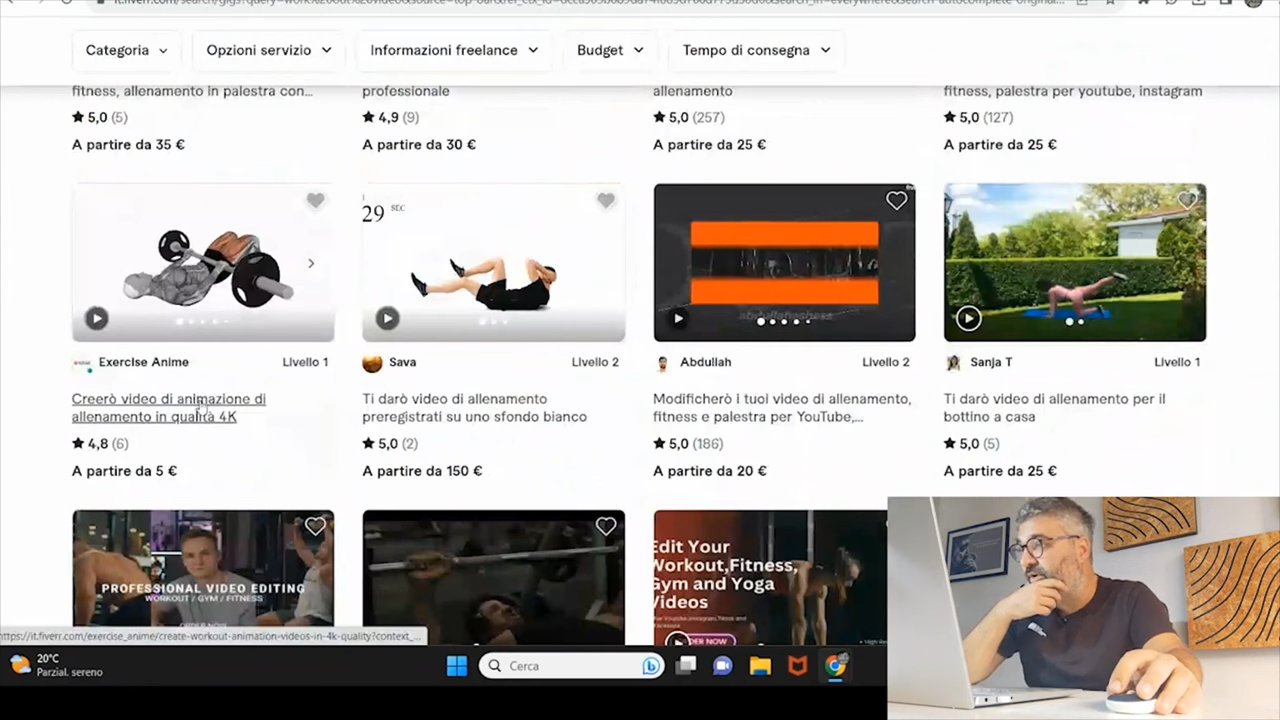 Categoria
Opzioni servizio
Informazioni freelance
Budget
Tempo di consegna
fitness, allenamento in palestra con...
professionale
allenamento
fitness, palestra per youtube, instagram
5,0 (5)
4,9 (9)
5,0 (257)
5,0 (127)
A partire da 35 €
A partire da 30 €
A partire da 25 €
A partire da 25 €
29 SEC
Exercise Anime
Livello 1
Sava
Livello 2
Abdullah
Livello 2
Sanja T
Livello 1
Creerò video di animazione di
allenamento in qualità 4K
Ti darò video di allenamento
preregistrati su uno sfondo bianco
Modificherò i tuoi video di allenamento,
fitness e palestra per YouTube,...
Ti darò video di allenamento per il
bottino a casa
4,8 (6)
5,0 (2)
5,0 (186)
5,0 (5)
A partire da 5 €
A partire da 150 €
A partire da 20 €
A partire da 25 €
PROFESSIONAL VIDEO EDITING
WORKOUT / GYM / FITNESS
Edit Your
Workout,Fitness,
Gym and Yoga
Videos
ORDER NOW
https://it.fiverr.com/exercise_anime/create-workout-animation-videos-in-4k-quality?context_...
20°C
Parzial. sereno
Cerca